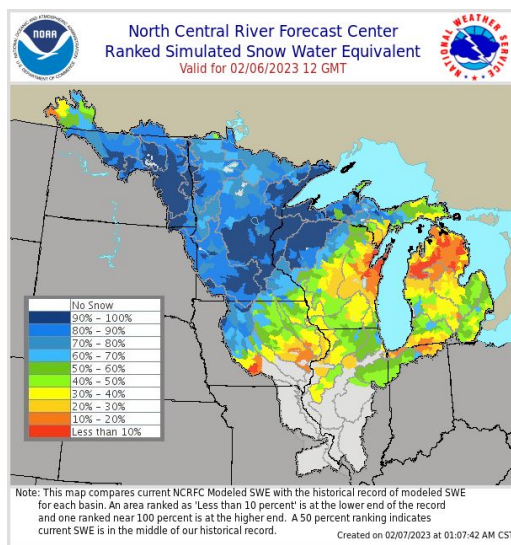 North Central River Forecast Center
Ranked Simulated Snow Water Equivalent
Valid for 02/06/2023 12 GMT
NOAA
NATIONAL WEATHER SERVICE
No Snow
90% - 100%
80% - 90%
70% - 80%
60% - 70%
50% - 60%
40% - 50%
30% - 40%
20% - 30%
10% - 20%
Less than 10%
Note: This map compares current NCRFC Modeled SWE with the historical record of modeled SWE
for each basin. An area ranked as 'Less than 10 percent' is at the lower end of the record
and one ranked near 100 percent is at the higher end. A 50 percent ranking indicates
current SWE is in the middle of our historical record.
Created on 02/07/2023 at 01:07:42 AM CST